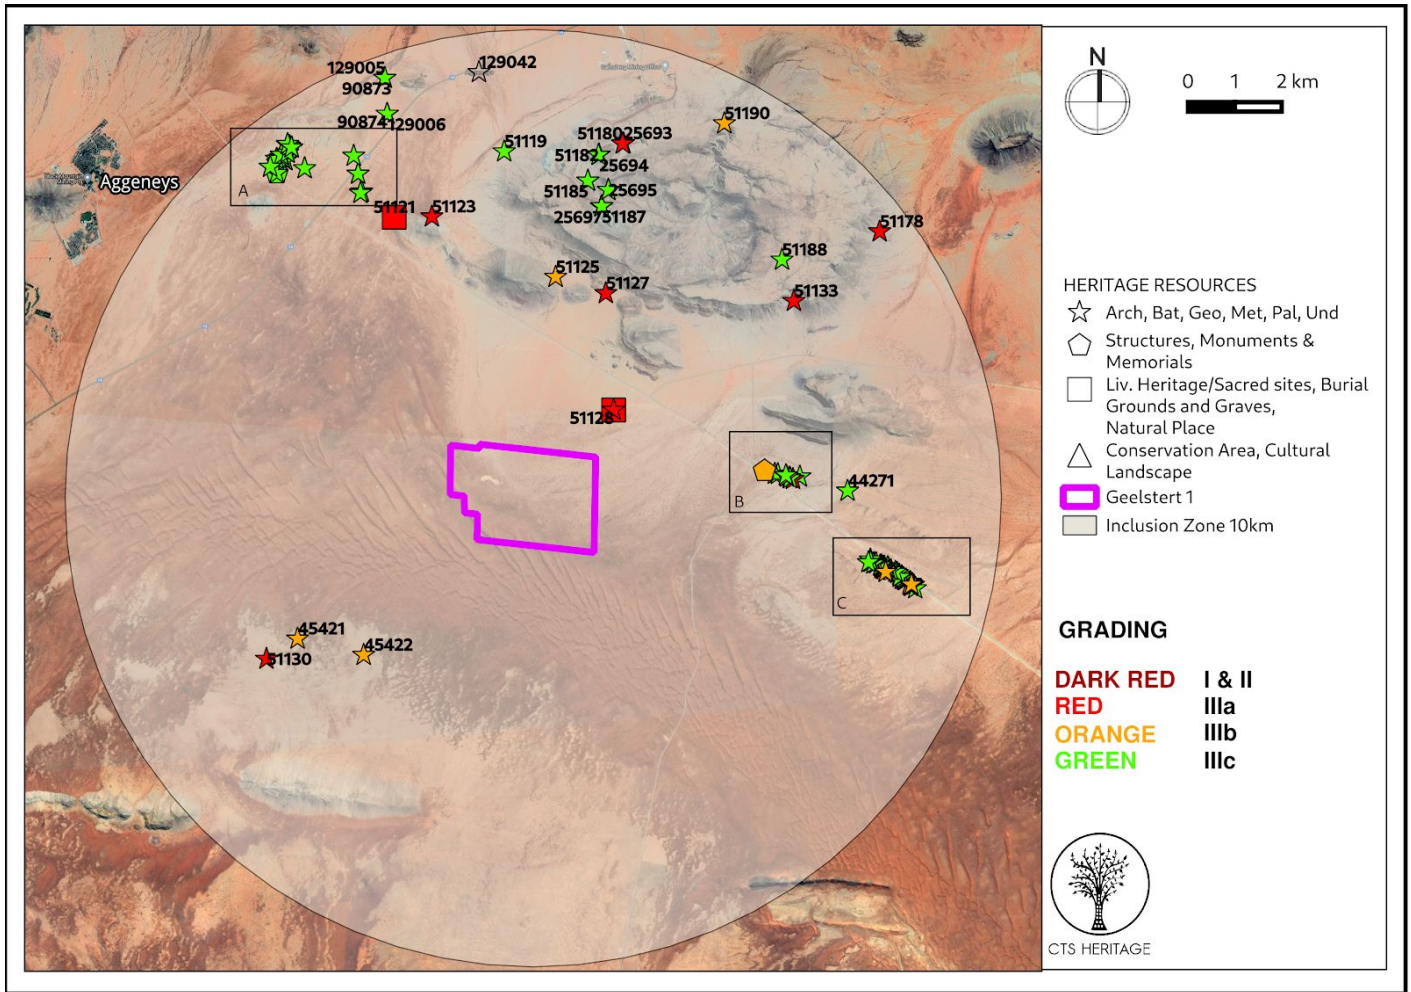 129005
90873
129042
90874
129006
51119
51180
25693
51182
25694
51185
25695
25697
51187
51190
A
Aggeneys
51121
51123
51178
51188
51125
51127
51133
51128
B
44271
C
45421
45422
51130
N
0 1 2 km
HERITAGE RESOURCES
Arch, Bat, Geo, Met, Pal, Und
Structures, Monuments &
Memorials
Liv. Heritage/Sacred sites, Burial
Grounds and Graves,
Natural Place
Conservation Area, Cultural
Landscape
Geelstert 1
Inclusion Zone 10km
GRADING
DARK RED I & II
RED IIIa
ORANGE IIIb
GREEN IIIc
CTS HERITAGE